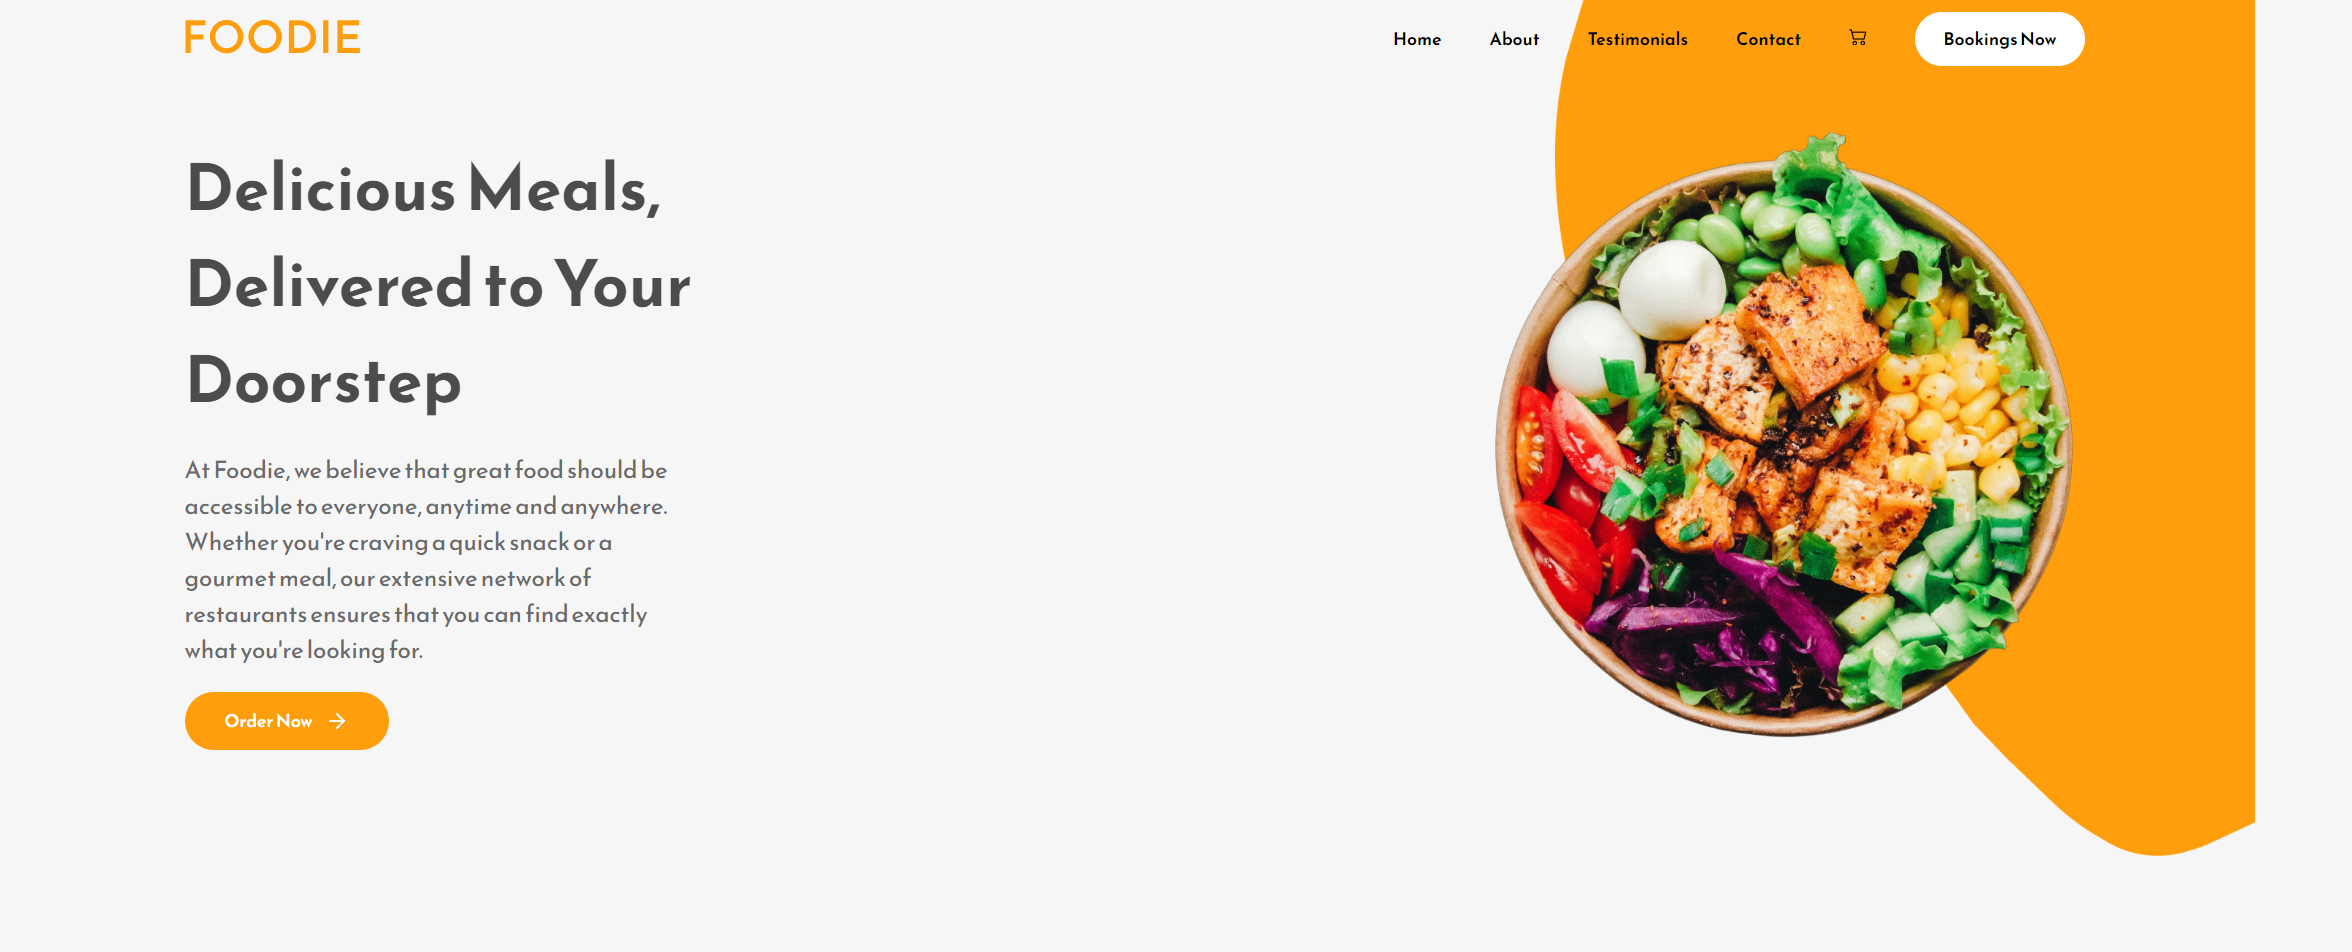 FOODIE
Home About Testimonials Contact Bookings Now
Delicious Meals,
Delivered to Your
Doorstep
At Foodie, we believe that great food should be
accessible to everyone, anytime and anywhere.
Whether you're craving a quick snack or a
gourmet meal, our extensive network of
restaurants ensures that you can find exactly
what you're looking for.
Order Now